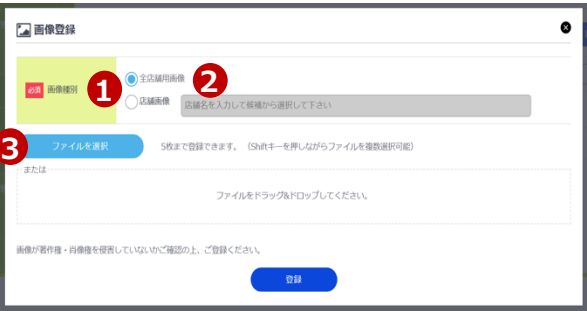 画像登録
必須 画像種別
1
全店舗用画像
2
店舗画像
店舗名を入力して候補から選択して下さい
3
ファイルを選択
5枚まで登録できます。（Shiftキーを押しながらファイルを複数選択可能）
または
ファイルをドラッグ&ドロップしてください。
画像が著作権・肖像権を侵害していないかご確認の上、ご登録ください。
登録